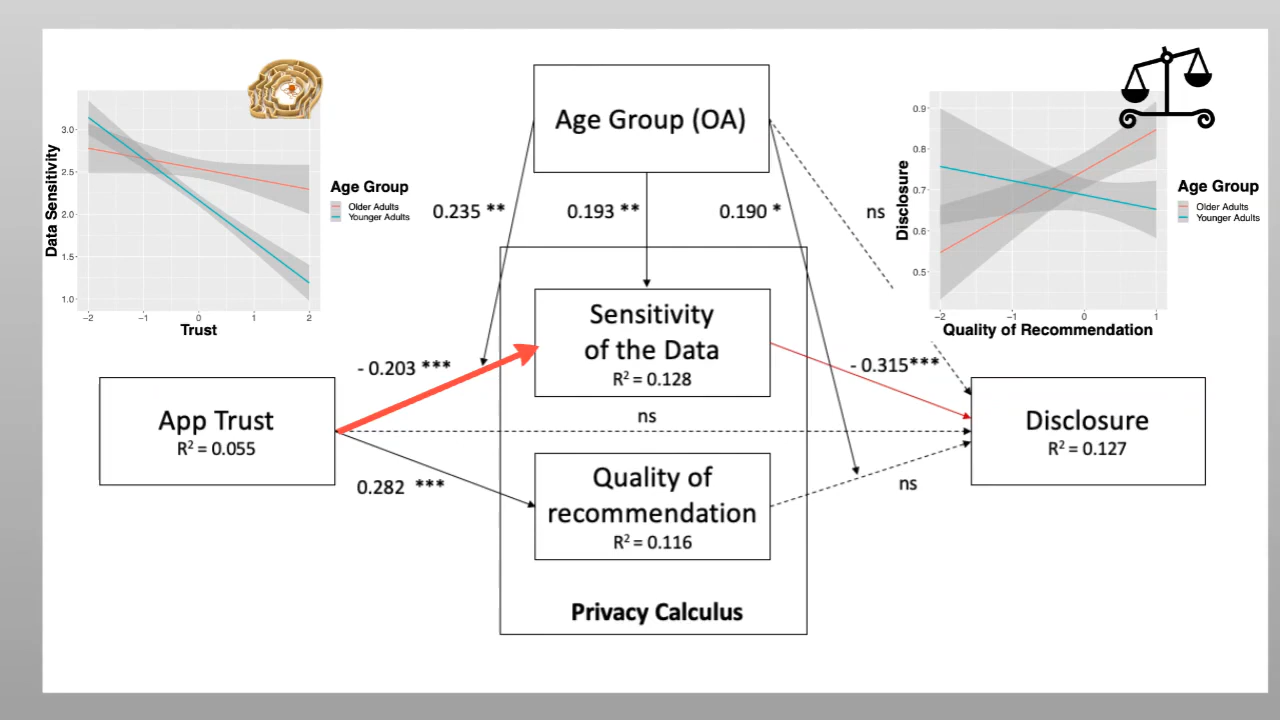 Age Group (OA)
Data Sensitivity
3.0
2.5
2.0
1.5
1.0
−2
−1
0
1
2
Trust
Age Group
Older Adults
Younger Adults
0.235 **
0.193 **
0.190 *
ns
Disclosure
0.9
0.8
0.7
0.6
0.5
−2
−1
0
1
Quality of Recommendation
Age Group
Older Adults
Younger Adults
Sensitivity
of the Data
R² = 0.128
- 0.203 ***
- 0.315***
App Trust
R² = 0.055
ns
Disclosure
R² = 0.127
0.282 ***
Quality of
recommendation
R² = 0.116
ns
Privacy Calculus